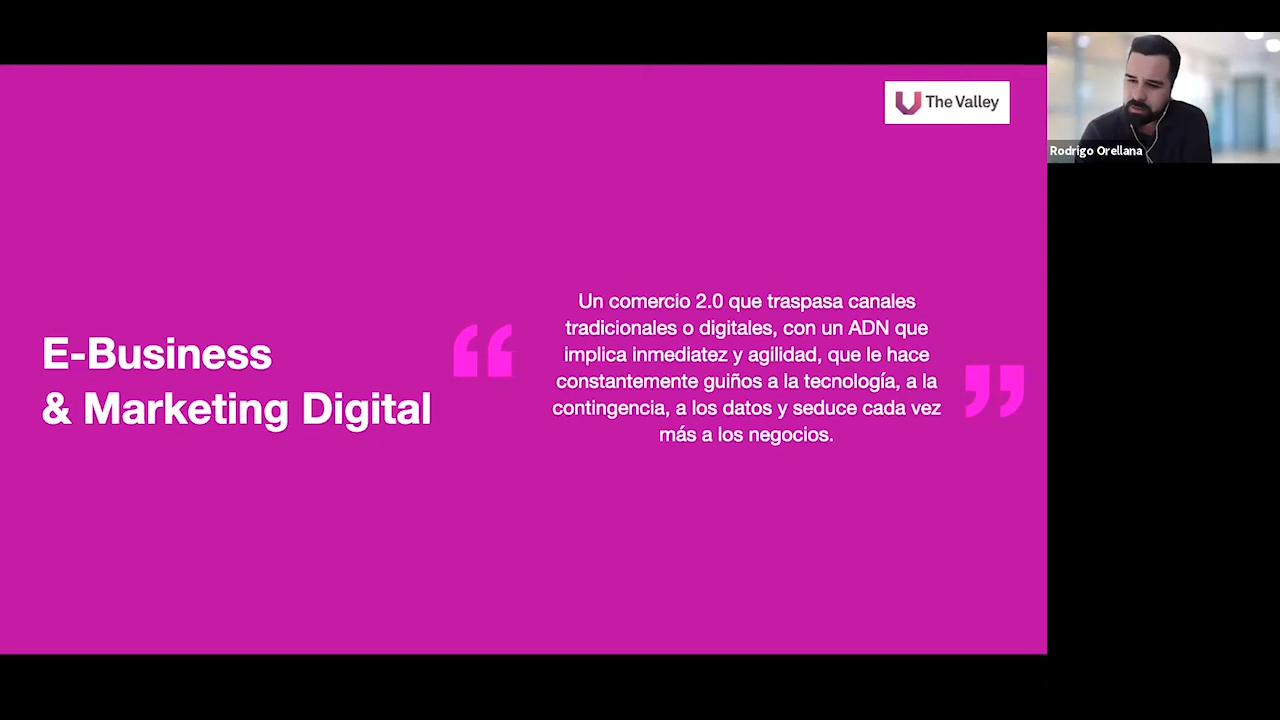 The Valley
Rodrigo Orellana
E-Business
& Marketing Digital
“
Un comercio 2.0 que traspasa canales
tradicionales o digitales, con un ADN que
implica inmediatez y agilidad, que le hace
constantemente guiños a la tecnología, a la
contingencia, a los datos y seduce cada vez
más a los negocios.
”